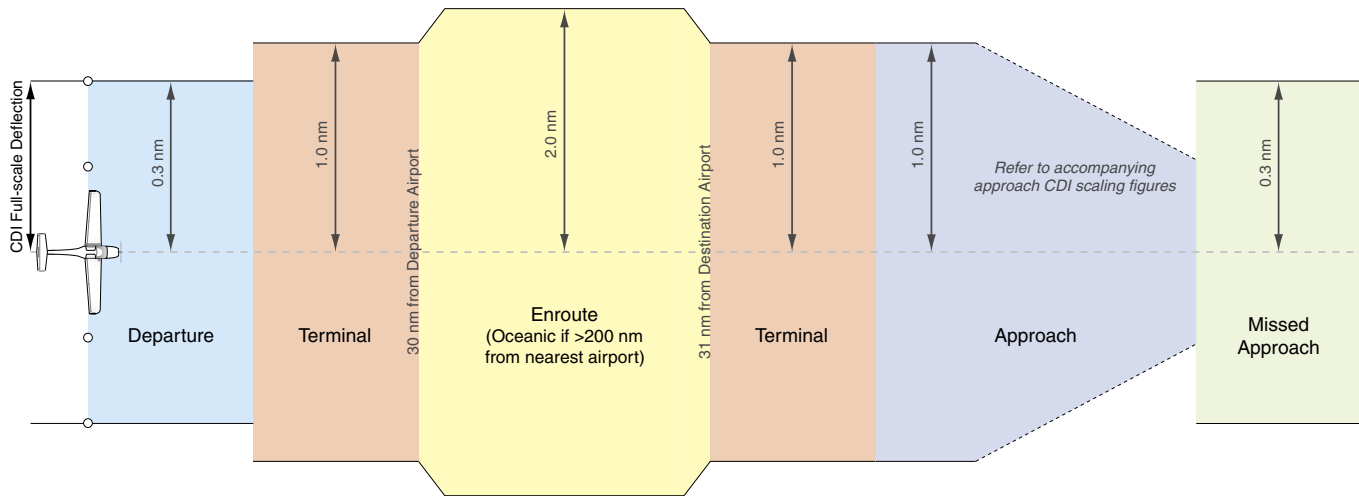 CDI Full-scale Deflection
0.3 nm
Departure
1.0 nm
Terminal
30 nm from Departure Airport
2.0 nm
Enroute
(Oceanic if >200 nm
from nearest airport)
31 nm from Destination Airport
1.0 nm
Terminal
1.0 nm
Refer to accompanying
approach CDI scaling figures
Approach
0.3 nm
Missed
Approach